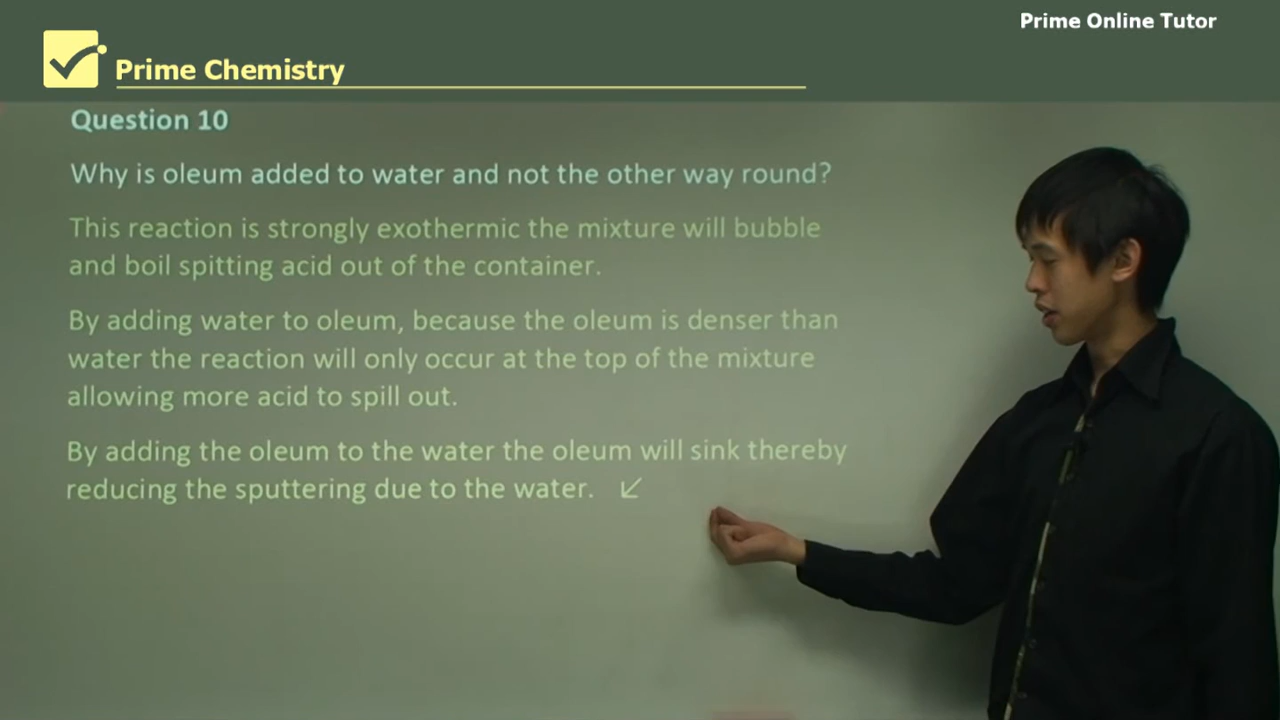 Prime Online Tutor
Prime Chemistry
Question 10
Why is oleum added to water and not the other way round?
This reaction is strongly exothermic the mixture will bubble
and boil spitting acid out of the container.
By adding water to oleum, because the oleum is denser than
water the reaction will only occur at the top of the mixture
allowing more acid to spill out.
By adding the oleum to the water the oleum will sink thereby
reducing the sputtering due to the water.